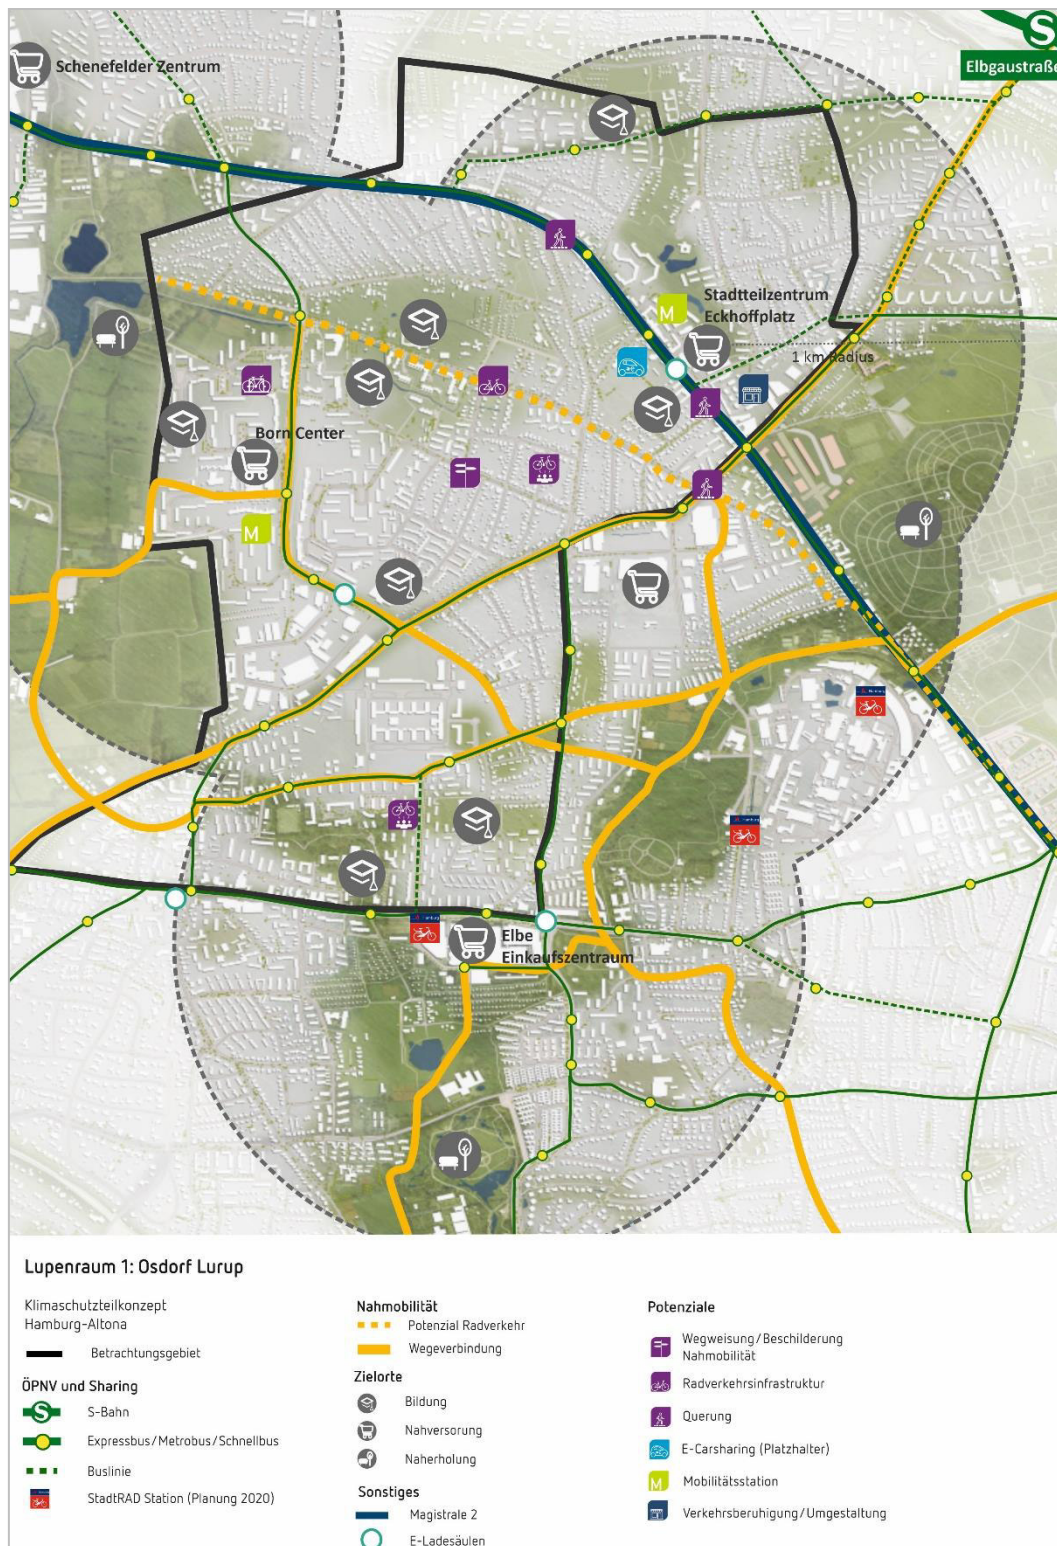 S
Elbgaustraße
Schenefelder Zentrum
M
Stadtteilzentrum
Eckhoffplatz
1 km Radius
Born Center
M
Elbe
Einkaufszentraum
Lupenraum 1: Osdorf Lurup
Klimaschutzteilkonzept
Hamburg-Altona
Betrachtungsgebiet
ÖPNV und Sharing
S
S-Bahn
Expressbus/Metrobus/Schnellbus
Buslinie
StadtRAD Station (Planung 2020)
Nahmobilität
Potenzial Radverkehr
Wegeverbindung
Zielorte
Bildung
Nahversorung
Naherholung
Sonstiges
Magistrale 2
E-Ladesäulen
Potenziale
Wegweisung/Beschilderung
Nahmobilität
Radverkehrsinfrastruktur
Querung
E-Carsharing (Platzhalter)
M
Mobilitätsstation
Verkehrsberuhigung/Umgestaltung